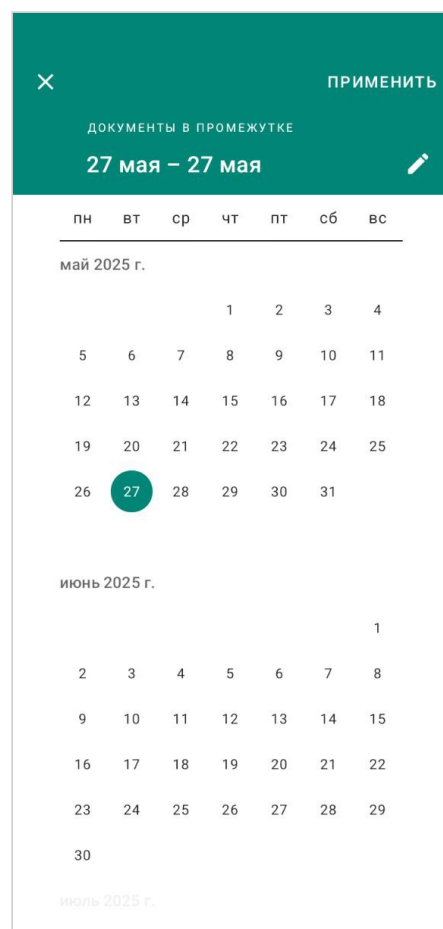 ПРИМЕНИТЬ
ДОКУМЕНТЫ В ПРОМЕЖУТКЕ
27 мая – 27 мая
пн вт ср чт пт сб вс
май 2025 г.
1 2 3 4
5 6 7 8 9 10 11
12 13 14 15 16 17 18
19 20 21 22 23 24 25
26 27 28 29 30 31
июнь 2025 г.
1
2 3 4 5 6 7 8
9 10 11 12 13 14 15
16 17 18 19 20 21 22
23 24 25 26 27 28 29
30
июль 2025 г.